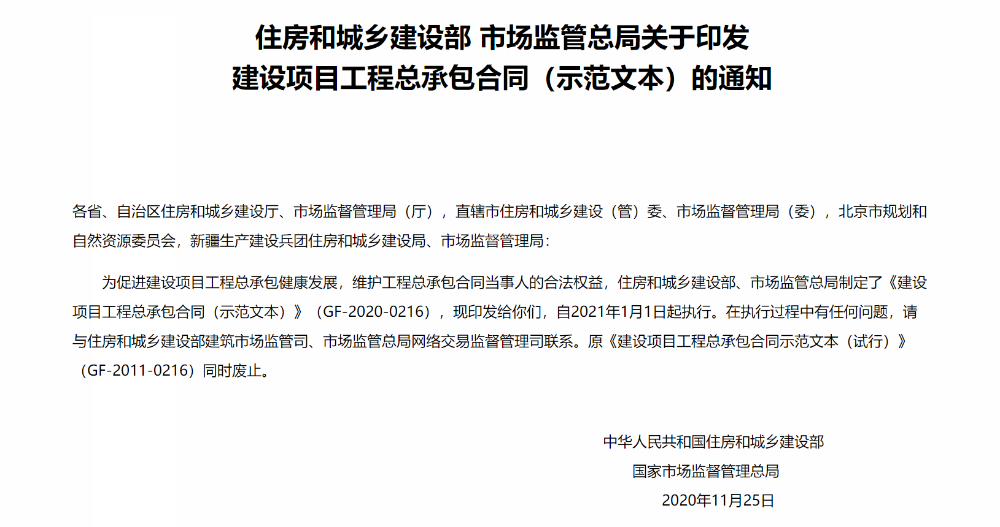 住房和城乡建设部 市场监管总局关于印发
建设项目工程总承包合同（示范文本）的通知
各省、自治区住房和城乡建设厅、市场监督管理局（厅），直辖市住房和城乡建设（管）委、市场监督管理局（委），北京市规划和
自然资源委员会，新疆生产建设兵团住房和城乡建设局、市场监督管理局：
为促进建设项目工程总承包健康发展，维护工程总承包合同当事人的合法权益，住房和城乡建设部、市场监管总局制定了《建设
项目工程总承包合同（示范文本）》（GF-2020-0216），现印发给你们，自2021年1月1日起执行。在执行过程中有任何问题，请
与住房和城乡建设部建筑市场监管司、市场监管总局网络交易监督管理司联系。原《建设项目工程总承包合同示范文本（试行）》
（GF-2011-0216）同时废止。
中华人民共和国住房和城乡建设部
国家市场监督管理总局
2020年11月25日